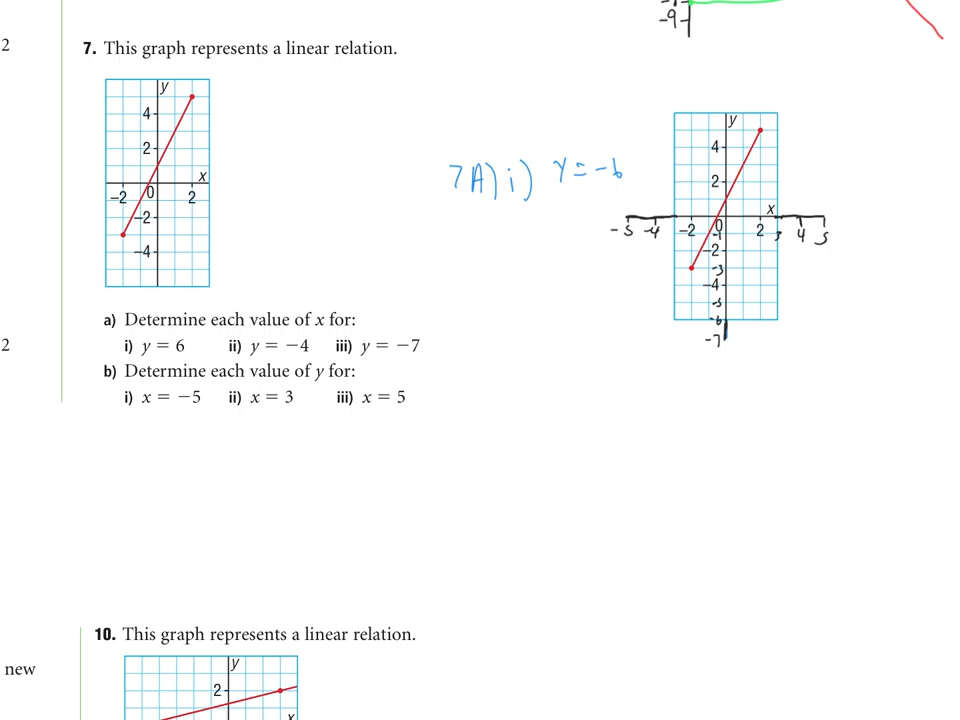 -9
2
7. This graph represents a linear relation.
y
4
2
x
-2
0
2
-2
-4
7A) i) y = -6
y
4
2
x
-5 -4 -2 0 2 3 4 5
-1
-2
-3
-4
-5
-6
-7
a) Determine each value of x for:
2
i) y = 6 ii) y = −4 iii) y = −7
b) Determine each value of y for:
i) x = −5 ii) x = 3 iii) x = 5
10. This graph represents a linear relation.
new
y
2
x